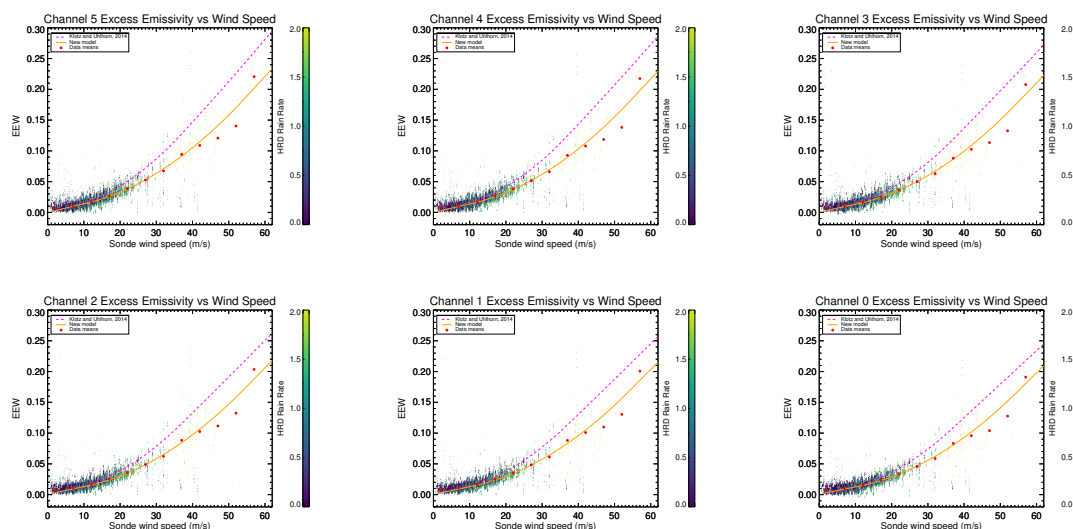 Channel 5 Excess Emissivity vs Wind Speed
Klotz and Uhlhorn, 2014
New model
Data means
0.30
0.25
0.20
0.15
0.10
0.05
0.00
EEW
0 10 20 30 40 50 60
Sonde wind speed (m/s)
2.0
1.5
1.0
0.5
0.0
HRD Rain Rate
Channel 4 Excess Emissivity vs Wind Speed
Klotz and Uhlhorn, 2014
New model
Data means
0.30
0.25
0.20
0.15
0.10
0.05
0.00
EEW
0 10 20 30 40 50 60
Sonde wind speed (m/s)
2.0
1.5
1.0
0.5
0.0
HRD Rain Rate
Channel 3 Excess Emissivity vs Wind Speed
Klotz and Uhlhorn, 2014
New model
Data means
0.30
0.25
0.20
0.15
0.10
0.05
0.00
EEW
0 10 20 30 40 50 60
Sonde wind speed (m/s)
2.0
1.5
1.0
0.5
0.0
HRD Rain Rate
Channel 2 Excess Emissivity vs Wind Speed
Klotz and Uhlhorn, 2014
New model
Data means
0.30
0.25
0.20
0.15
0.10
0.05
0.00
EEW
0 10 20 30 40 50 60
Sonde wind speed (m/s)
2.0
1.5
1.0
0.5
0.0
HRD Rain Rate
Channel 1 Excess Emissivity vs Wind Speed
Klotz and Uhlhorn, 2014
New model
Data means
0.30
0.25
0.20
0.15
0.10
0.05
0.00
EEW
0 10 20 30 40 50 60
Sonde wind speed (m/s)
2.0
1.5
1.0
0.5
0.0
HRD Rain Rate
Channel 0 Excess Emissivity vs Wind Speed
Klotz and Uhlhorn, 2014
New model
Data means
0.30
0.25
0.20
0.15
0.10
0.05
0.00
EEW
0 10 20 30 40 50 60
Sonde wind speed (m/s)
2.0
1.5
1.0
0.5
0.0
HRD Rain Rate